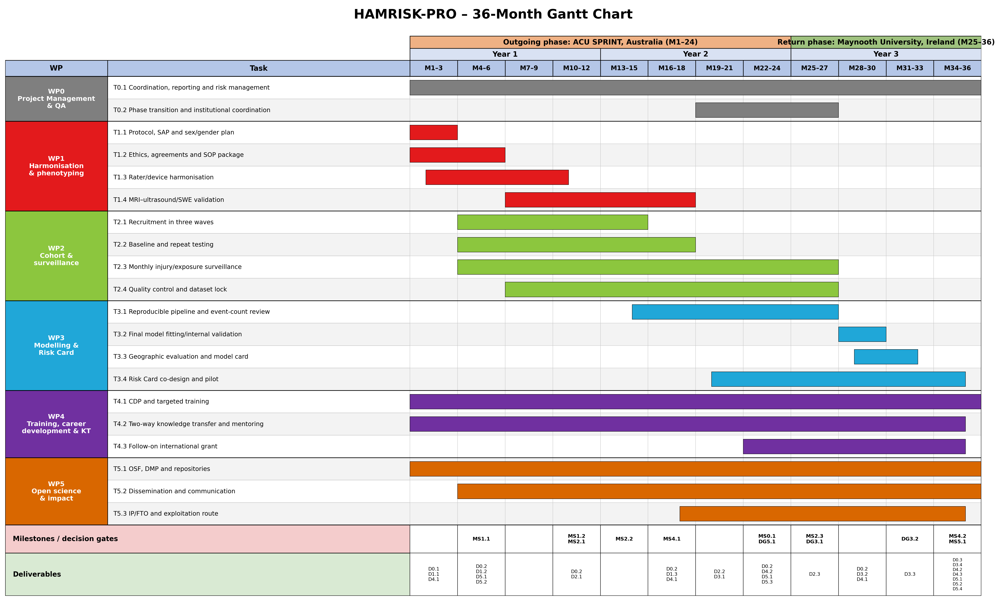 HAMRISK-PRO – 36-Month Gantt Chart
Outgoing phase: ACU SPRINT, Australia (M1–24)
Return phase: Maynooth University, Ireland (M25–36)
Year 1
Year 2
Year 3
WP
Task
M1–3
M4–6
M7–9
M10–12
M13–15
M16–18
M19–21
M22–24
M25–27
M28–30
M31–33
M34–36
WP0
Project Management
& QA
T0.1 Coordination, reporting and risk management
T0.2 Phase transition and institutional coordination
WP1
Harmonisation
& phenotyping
T1.1 Protocol, SAP and sex/gender plan
T1.2 Ethics, agreements and SOP package
T1.3 Rater/device harmonisation
T1.4 MRI–ultrasound/SWE validation
WP2
Cohort &
surveillance
T2.1 Recruitment in three waves
T2.2 Baseline and repeat testing
T2.3 Monthly injury/exposure surveillance
T2.4 Quality control and dataset lock
WP3
Modelling &
Risk Card
T3.1 Reproducible pipeline and event-count review
T3.2 Final model fitting/internal validation
T3.3 Geographic evaluation and model card
T3.4 Risk Card co-design and pilot
WP4
Training, career
development & KT
T4.1 CDP and targeted training
T4.2 Two-way knowledge transfer and mentoring
T4.3 Follow-on international grant
WP5
Open science
& impact
T5.1 OSF, DMP and repositories
T5.2 Dissemination and communication
T5.3 IP/FTO and exploitation route
Milestones / decision gates
MS1.1
MS1.2
MS2.1
MS2.2
MS4.1
MS0.1
DG5.1
MS2.3
DG3.1
DG3.2
MS4.2
MS5.1
Deliverables
D0.1
D1.1
D4.1
D0.2
D1.2
D5.1
D5.2
D0.2
D2.1
D0.2
D1.3
D4.1
D2.2
D3.1
D0.2
D4.2
D5.1
D5.3
D2.3
D0.2
D3.2
D4.1
D3.3
D0.3
D3.4
D4.2
D4.3
D5.1
D5.2
D5.4